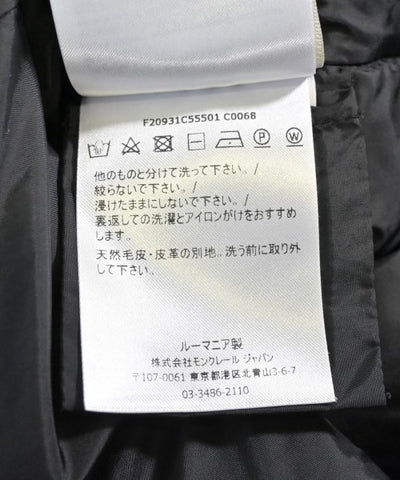 F20931C55501 C0068
P W
他のものと分けて洗って下さい。/
絞らないで下さい。/
浸けたままにしないで下さい。/
裏返しての洗濯とアイロンがけをおすすめ
します。/
天然毛皮・皮革の別地。洗う前に取り外
して下さい。
ルーマニア製
株式会社モンクレール ジャパン
〒107-0061 東京都港区北青山3-6-7
03-3486-2110